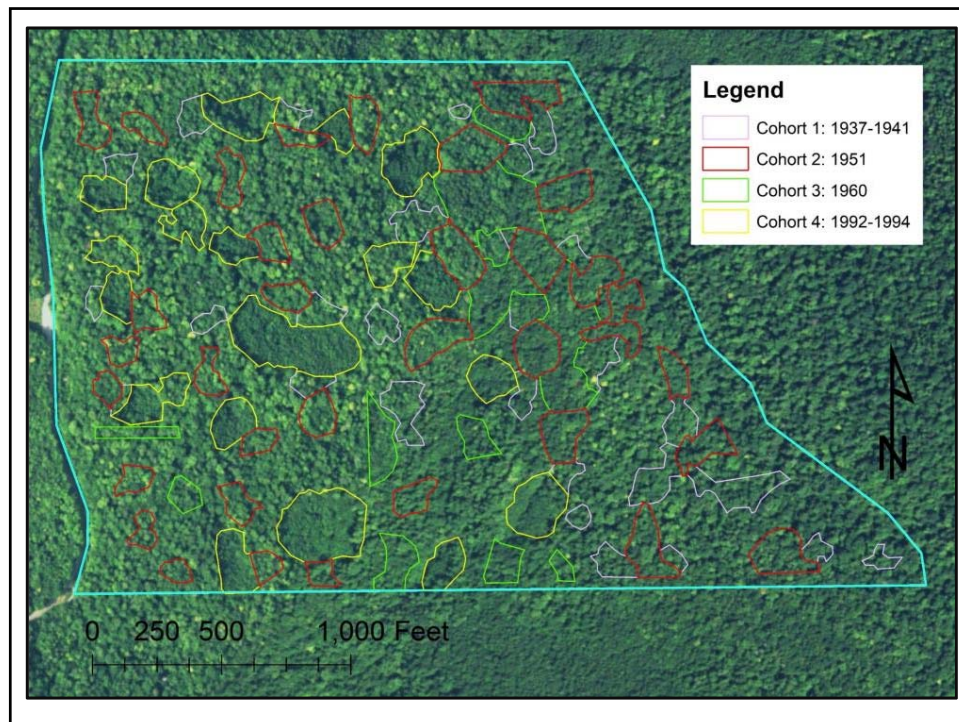 Legend
Cohort 1: 1937-1941
Cohort 2: 1951
Cohort 3: 1960
Cohort 4: 1992-1994
N
0 250 500 1,000 Feet